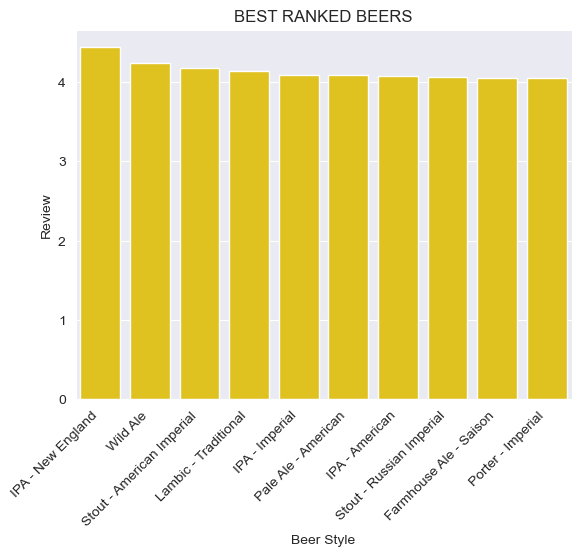 BEST RANKED BEERS
Review
4
3
2
1
0
IPA - New England
Wild Ale
Stout - American Imperial
Lambic - Traditional
IPA - Imperial
Pale Ale - American
IPA - American
Stout - Russian Imperial
Farmhouse Ale - Saison
Porter - Imperial
Beer Style